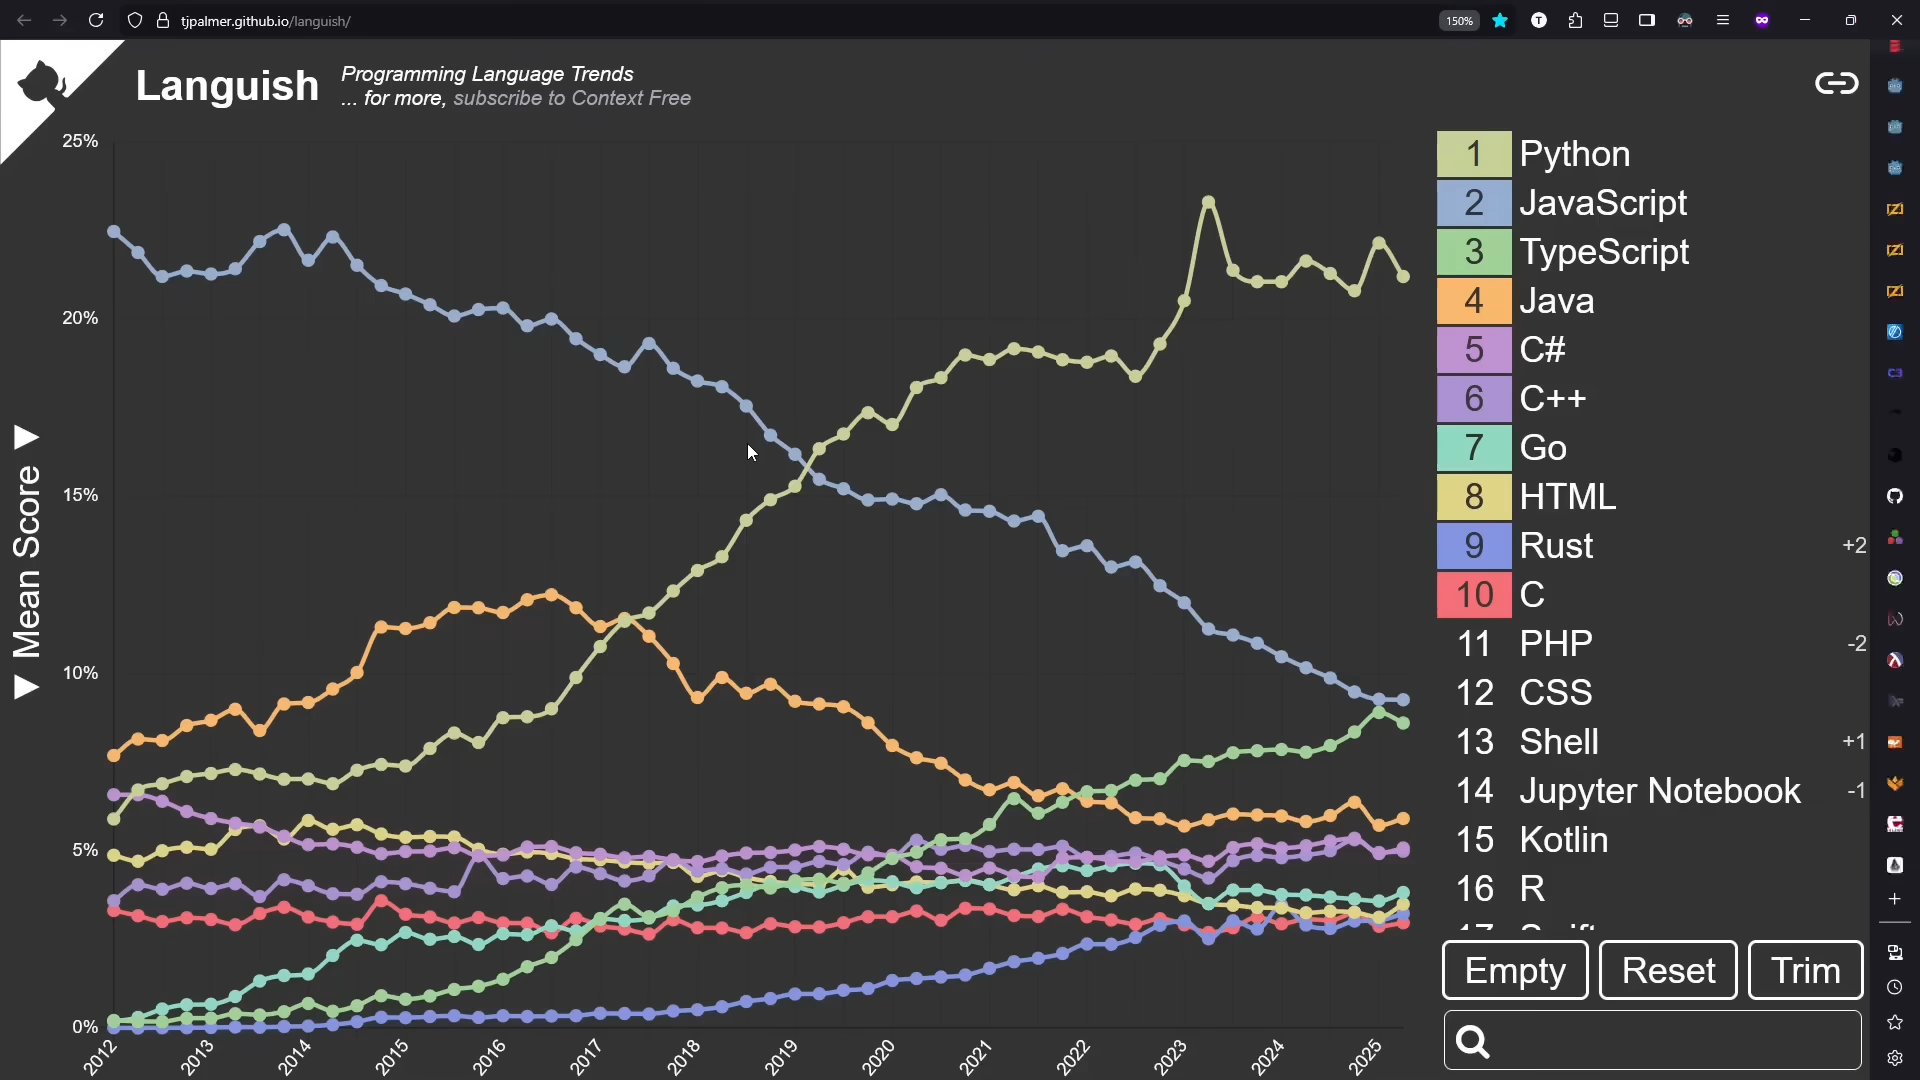 150%
tjpalmer.github.io/languish/
Languish
Programming Language Trends
... for more, subscribe to Context Free
25%
20%
15%
10%
5%
0%
Mean Score
2012
2013
2014
2015
2016
2017
2018
2019
2020
2021
2022
2023
2024
2025
1 Python
2 JavaScript
3 TypeScript
4 Java
5 C#
6 C++
7 Go
8 HTML
9 Rust +2
10 C
11 PHP -2
12 CSS
13 Shell +1
14 Jupyter Notebook -1
15 Kotlin
16 R
17 Swift
Empty Reset Trim
T
C3